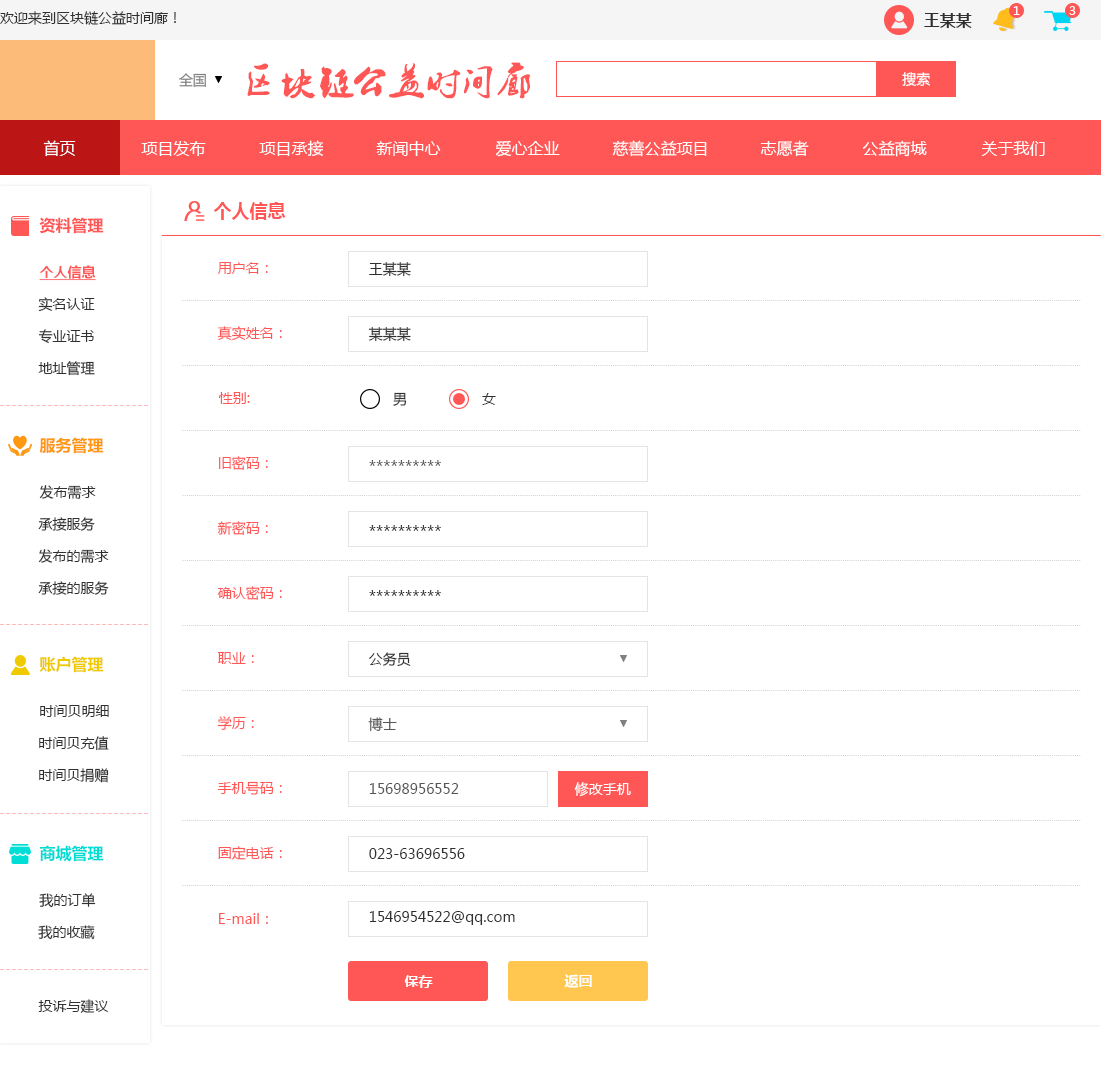 欢迎来到区块链公益时间廊！
王某某
1
3
全国 ▼
区块链公益时间廊
搜索
首页 项目发布 项目承接 新闻中心 爱心企业 慈善公益项目 志愿者 公益商城 关于我们
资料管理
个人信息
实名认证
专业证书
地址管理
服务管理
发布需求
承接服务
发布的需求
承接的服务
账户管理
时间贝明细
时间贝充值
时间贝捐赠
商城管理
我的订单
我的收藏
投诉与建议
个人信息
用户名： 王某某
真实姓名： 某某某
性别: 男 女
旧密码： **********
新密码： **********
确认密码： **********
职业： 公务员 ▼
学历： 博士 ▼
手机号码： 15698956552 修改手机
固定电话： 023-63696556
E-mail： 1546954522@qq.com
保存 返回